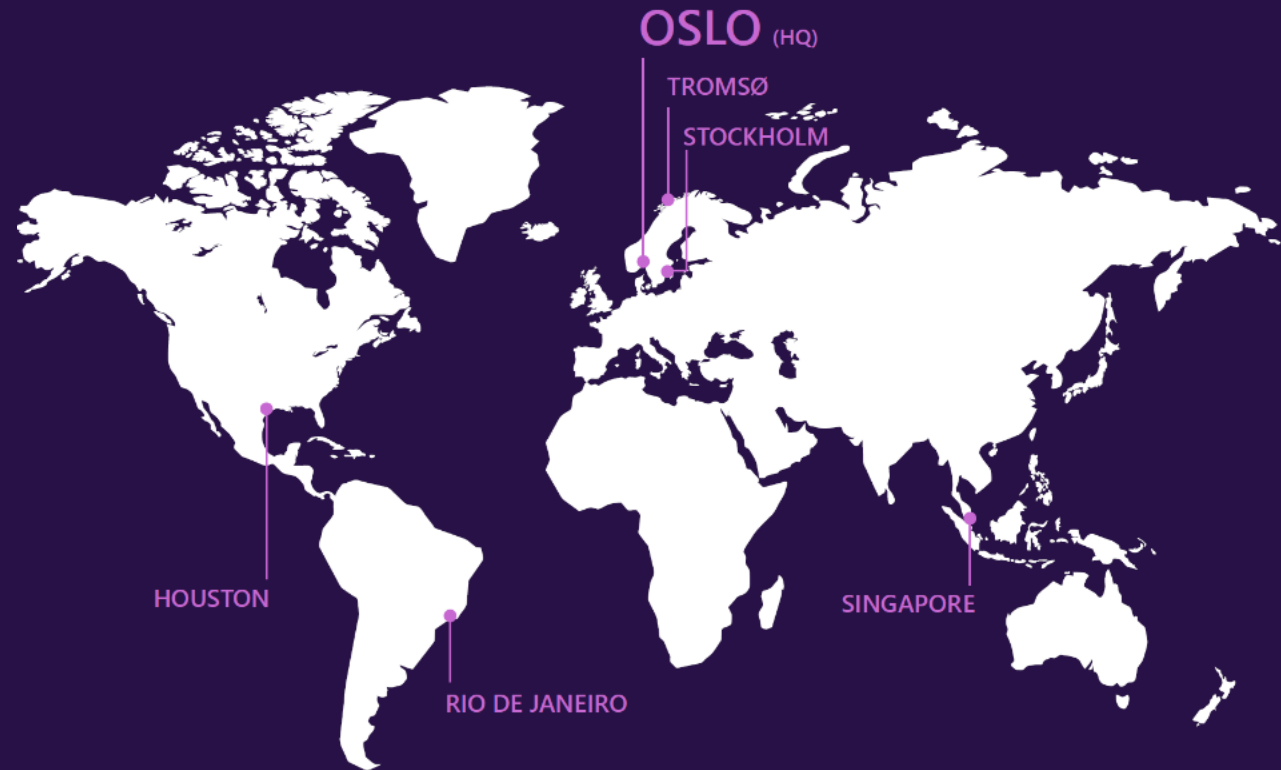 OSLO (HQ)
TROMSØ
STOCKHOLM
HOUSTON
SINGAPORE
RIO DE JANEIRO